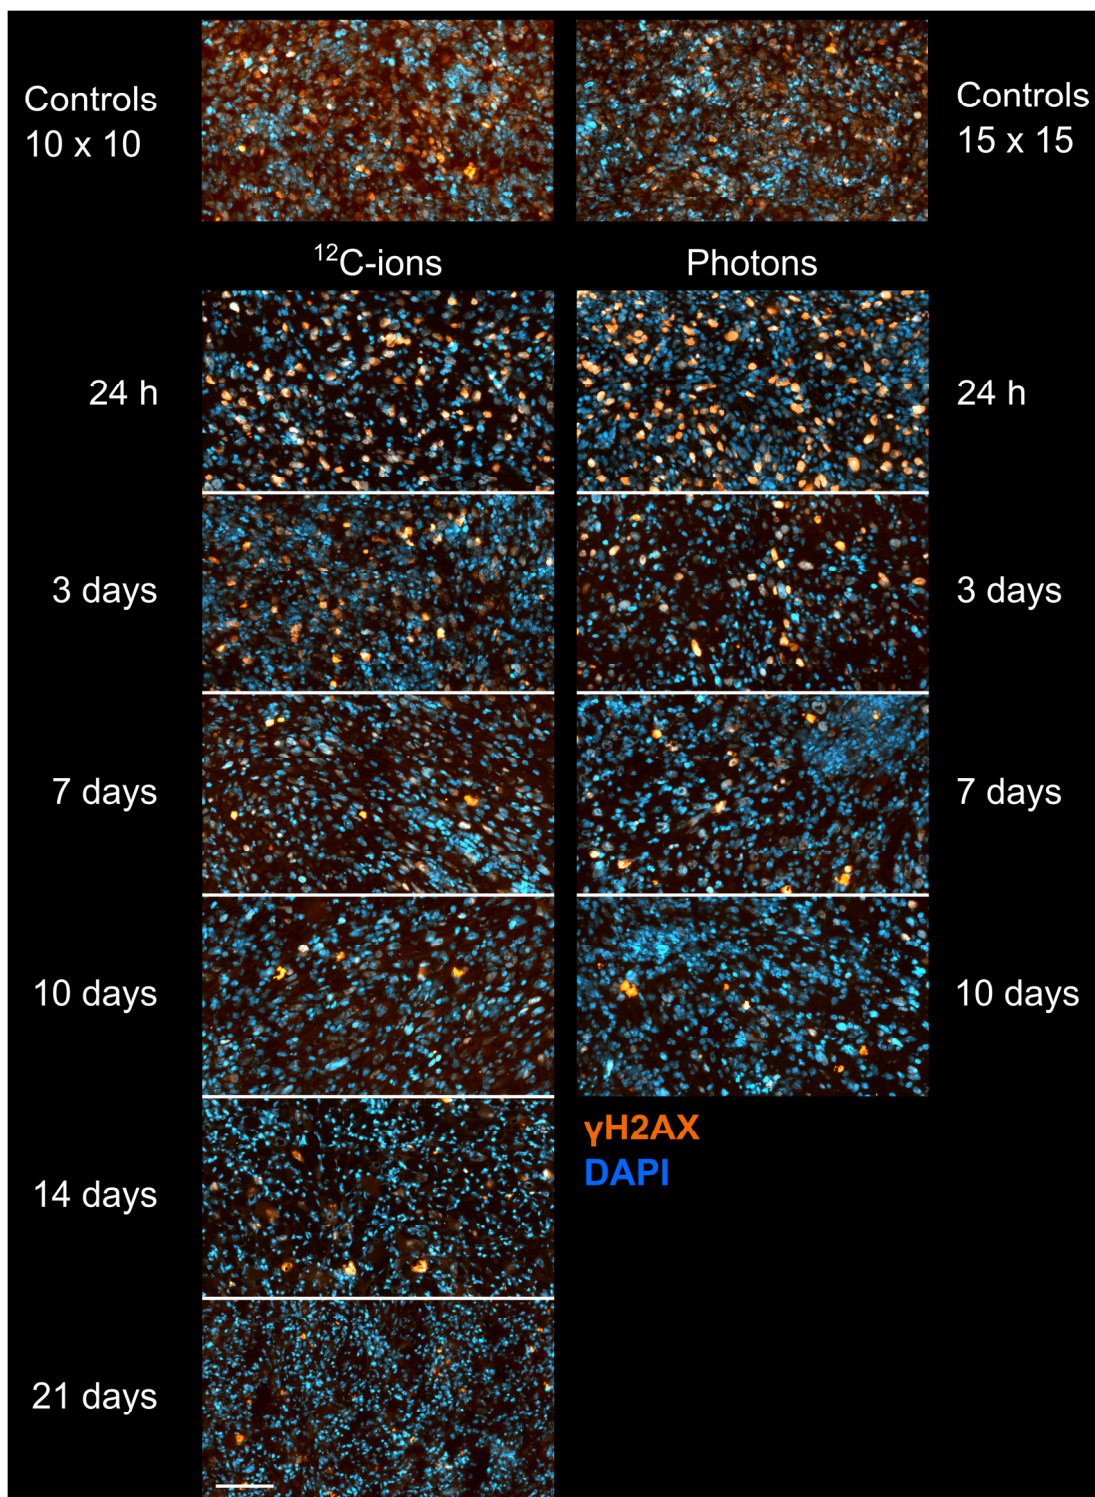 Controls
10 x 10
Controls
15 x 15
¹²C-ions
Photons
24 h
24 h
3 days
3 days
7 days
7 days
10 days
10 days
γH2AX
DAPI
14 days
21 days